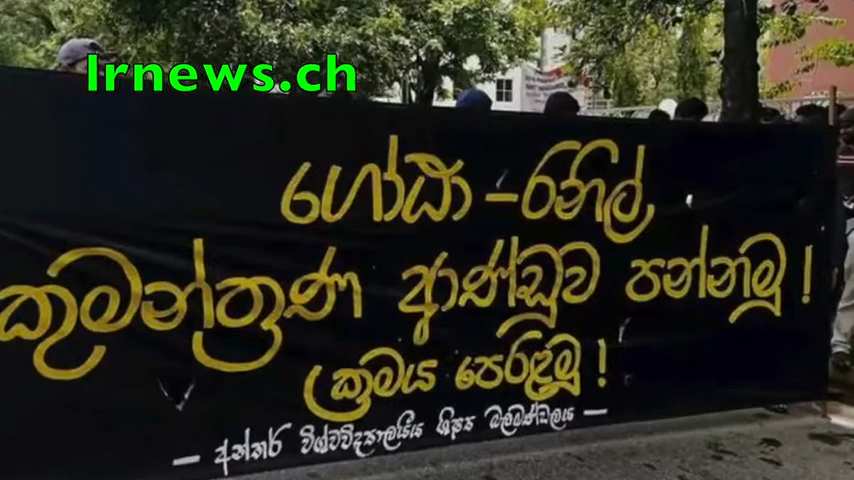 lrnews.ch
ගෝඨා - රනිල්
කුමන්ත්‍රණ ආණ්ඩුව පන්නමු !
ක්‍රමය පෙරළමු !
- අන්තර් විශ්වවිද්‍යාලයීය ශිෂ්‍ය බලමණ්ඩලය -